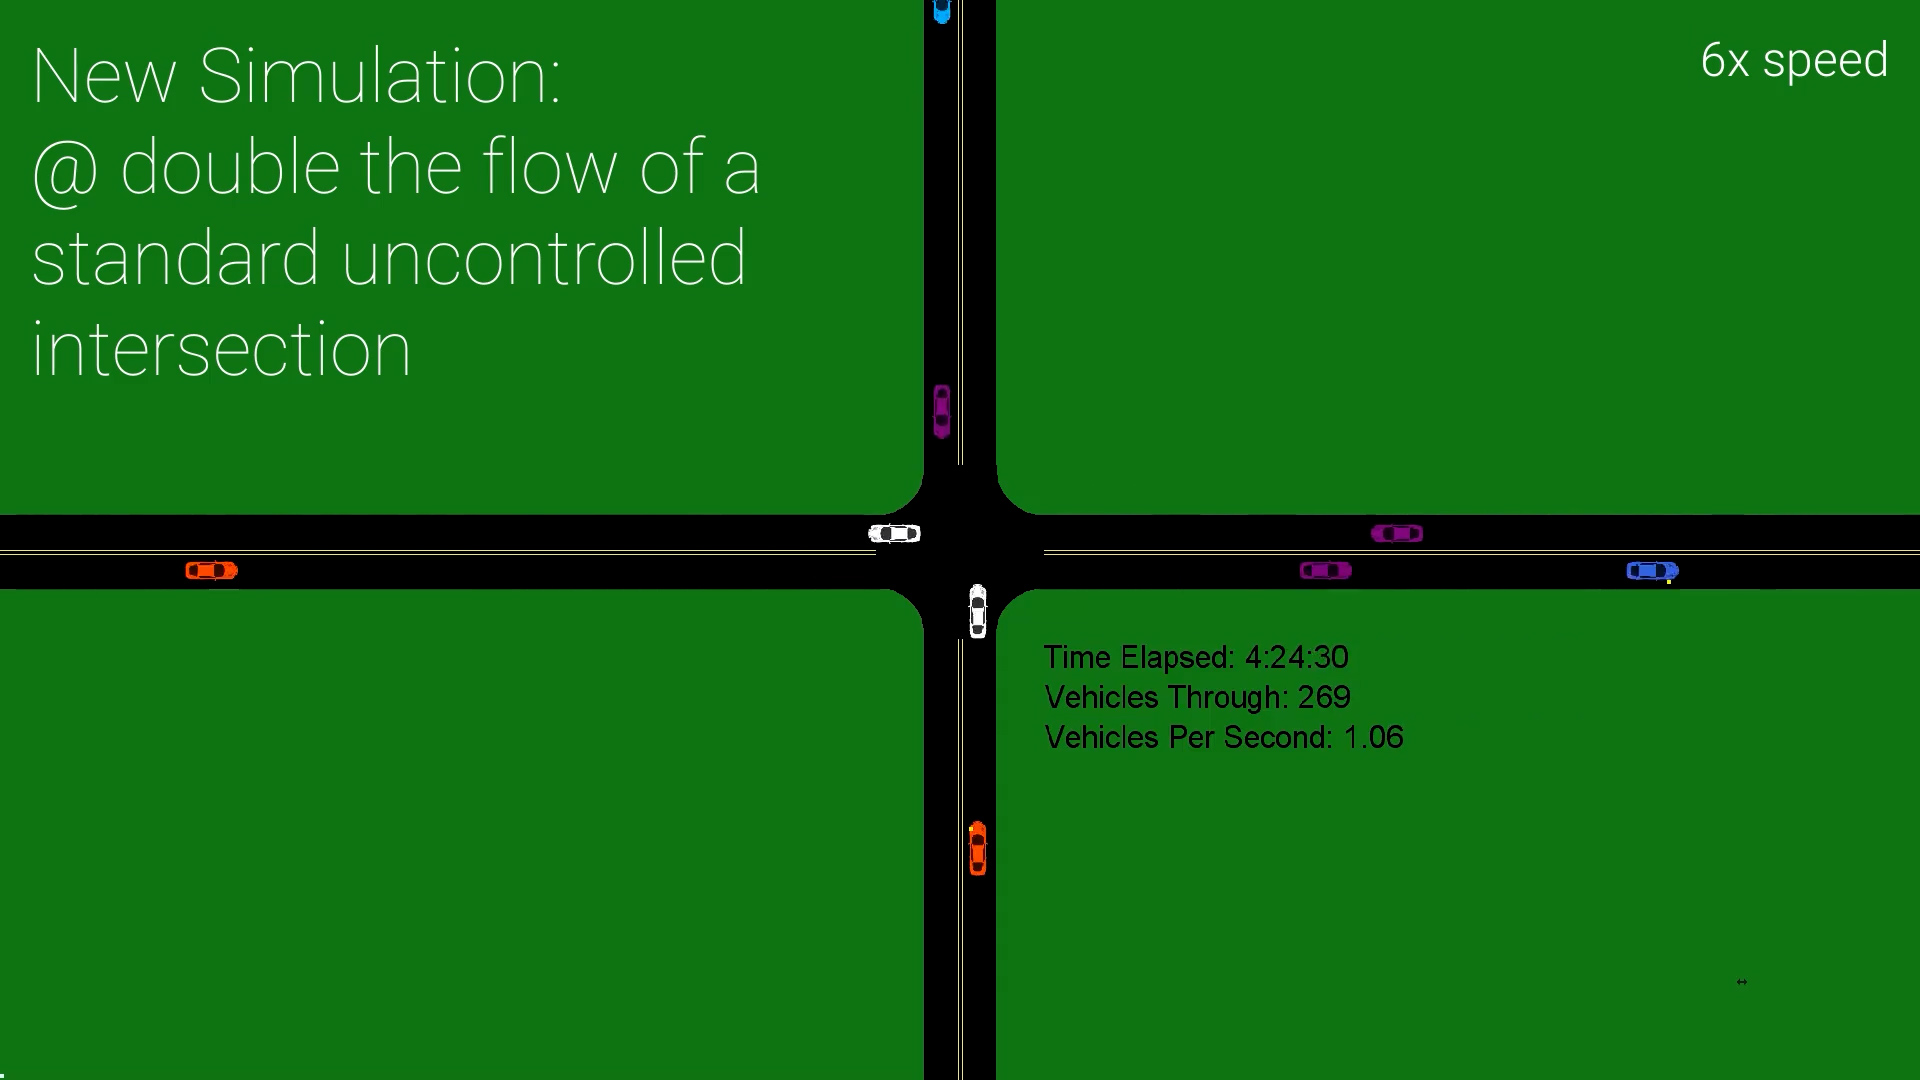 New Simulation:
@ double the flow of a
standard uncontrolled
intersection
6x speed
Time Elapsed: 4:24:30
Vehicles Through: 269
Vehicles Per Second: 1.06